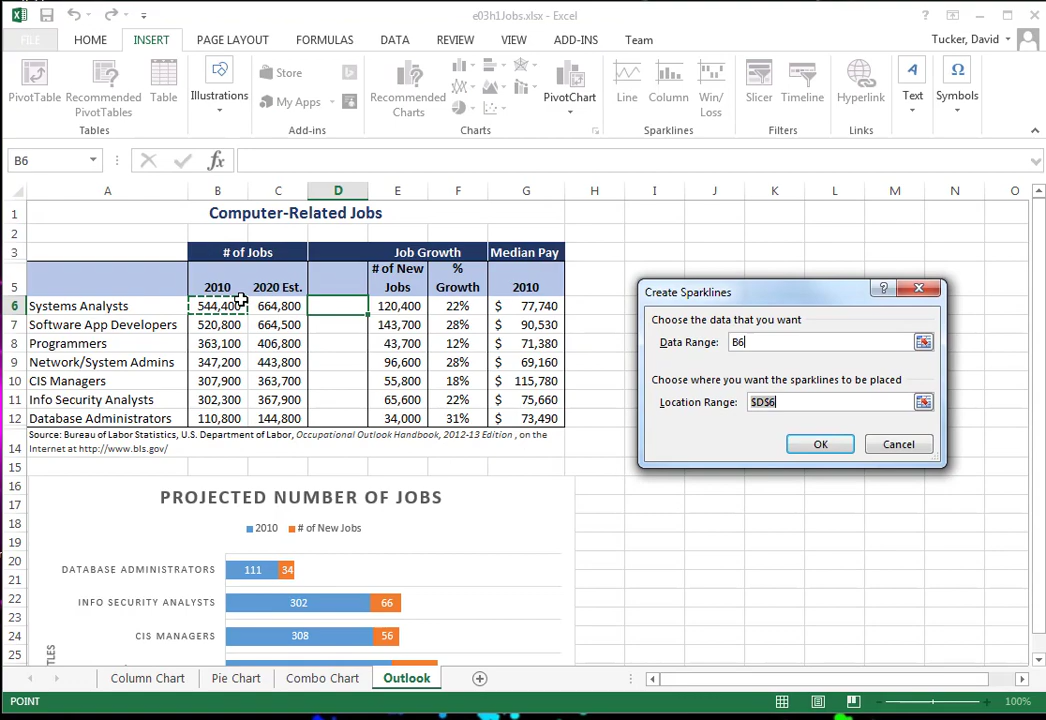 e03h1Jobs.xlsx - Excel
FILE HOME INSERT PAGE LAYOUT FORMULAS DATA REVIEW VIEW ADD-INS Team Tucker, David
PivotTable Recommended PivotTables Table Illustrations Store My Apps Recommended Charts PivotChart Line Column Win/Loss Slicer Timeline Hyperlink Text Symbols
Tables Add-ins Charts Sparklines Filters Links
B6 fx
A B C D E F G H I J K L M N O
1 Computer-Related Jobs
2
3 # of Jobs Job Growth Median Pay
5 2010 2020 Est. # of New Jobs % Growth 2010
6 Systems Analysts 544,400 664,800 120,400 22% $ 77,740
7 Software App Developers 520,800 664,500 143,700 28% $ 90,530
8 Programmers 363,100 406,800 43,700 12% $ 71,380
9 Network/System Admins 347,200 443,800 96,600 28% $ 69,160
10 CIS Managers 307,900 363,700 55,800 18% $ 115,780
11 Info Security Analysts 302,300 367,900 65,600 22% $ 75,660
12 Database Administrators 110,800 144,800 34,000 31% $ 73,490
Source: Bureau of Labor Statistics, U.S. Department of Labor, Occupational Outlook Handbook, 2012-13 Edition , on the
14 Internet at http://www.bls.gov/
15
16
17 PROJECTED NUMBER OF JOBS
18 2010 # of New Jobs
19
20 DATABASE ADMINISTRATORS 111 34
21
22 INFO SECURITY ANALYSTS 302 66
23
24 CIS MANAGERS 308 56
25 TLES
Create Sparklines
Choose the data that you want
Data Range: B6
Choose where you want the sparklines to be placed
Location Range: $D$6
OK Cancel
Column Chart Pie Chart Combo Chart Outlook
POINT 100%